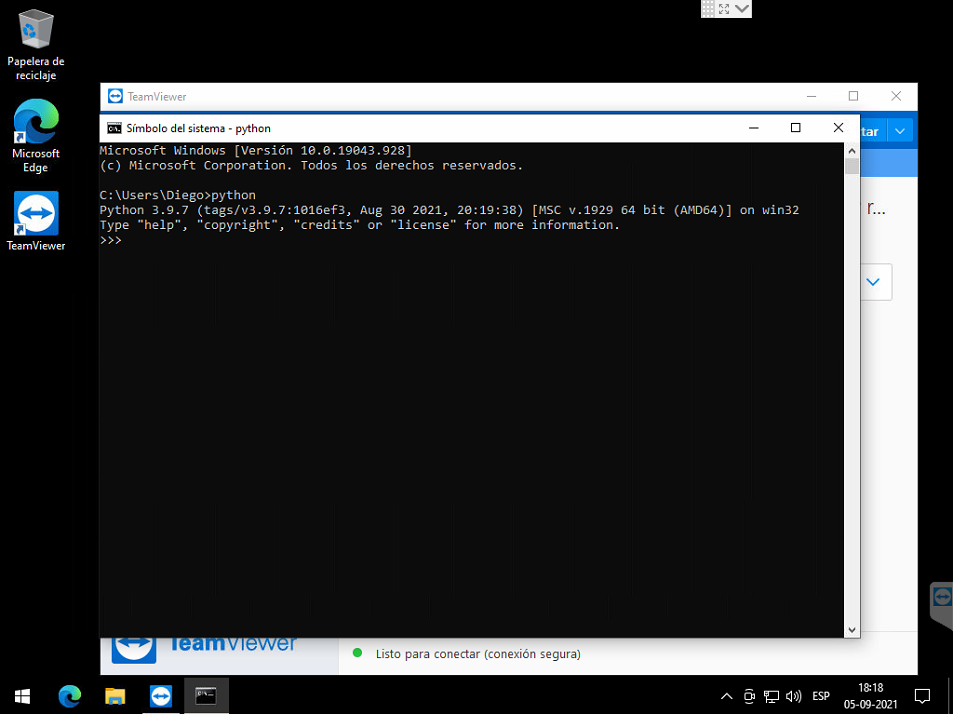 Papelera de
reciclaje
Microsoft
Edge
TeamViewer
TeamViewer
Símbolo del sistema - python
tar
Microsoft Windows [Versión 10.0.19043.928]
(c) Microsoft Corporation. Todos los derechos reservados.
C:\Users\Diego>python
Python 3.9.7 (tags/v3.9.7:1016ef3, Aug 30 2021, 20:19:38) [MSC v.1929 64 bit (AMD64)] on win32
Type "help", "copyright", "credits" or "license" for more information.
>>>
r...
TeamViewer
Listo para conectar (conexión segura)
ESP
18:18
05-09-2021